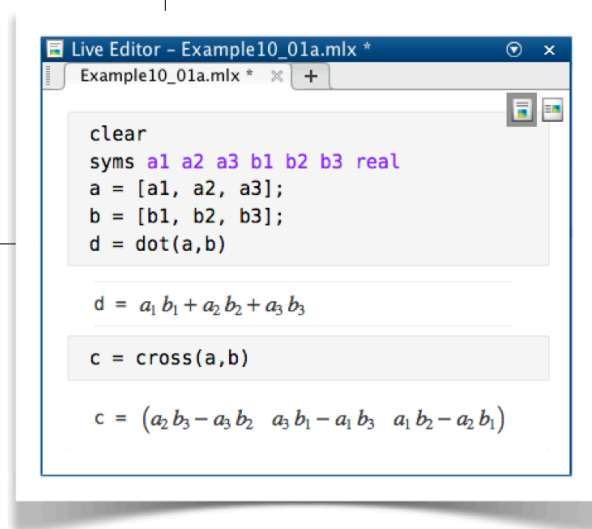 Live Editor – Example10_01a.mlx *
Example10_01a.mlx *
clear
syms a1 a2 a3 b1 b2 b3 real
a = [a1, a2, a3];
b = [b1, b2, b3];
d = dot(a,b)
d = a₁ b₁ + a₂ b₂ + a₃ b₃
c = cross(a,b)
c = (a₂ b₃ − a₃ b₂ a₃ b₁ − a₁ b₃ a₁ b₂ − a₂ b₁)